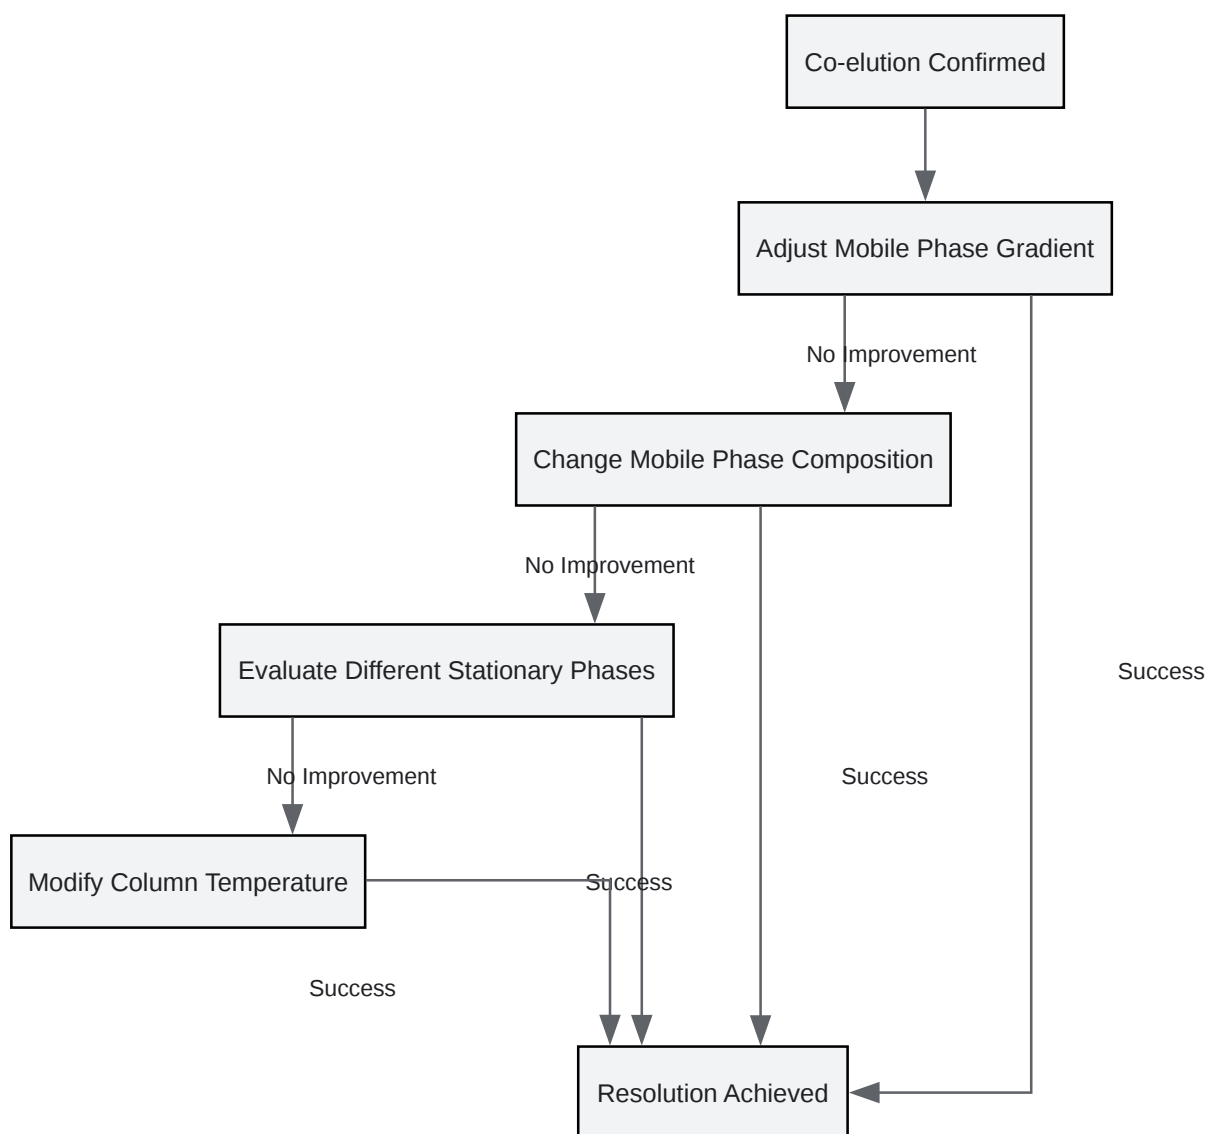 Co-elution Confirmed
Adjust Mobile Phase Gradient
No Improvement
Change Mobile Phase Composition
No Improvement
Evaluate Different Stationary Phases
Success
No Improvement
Success
Modify Column Temperature
Success
Success
Resolution Achieved